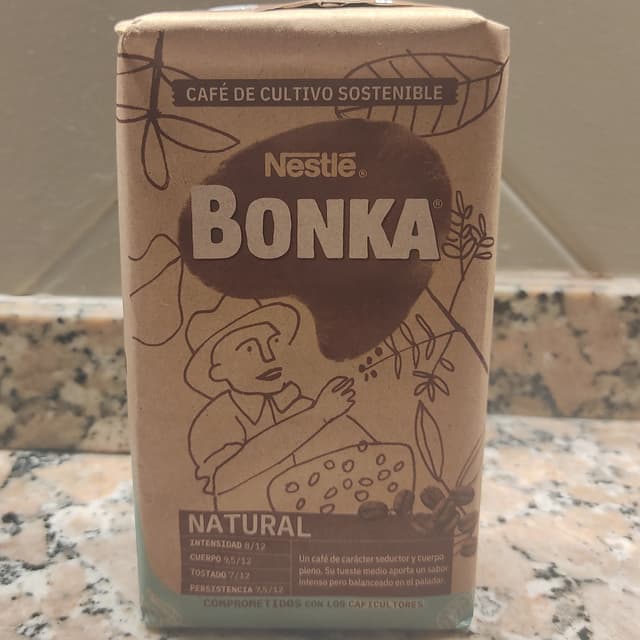 CAFÉ DE CULTIVO SOSTENIBLE
Nestlé®
BONKA®
NATURAL
INTENSIDAD 8/12
CUERPO 9,5/12
TOSTADO 7/12
PERSISTENCIA 7,5/12
Un café de carácter seductor y cuerpo
pleno. Su tueste medio aporta un sabor
intenso pero balanceado en el paladar.
COMPROMETIDOS CON LOS CAFICULTORES